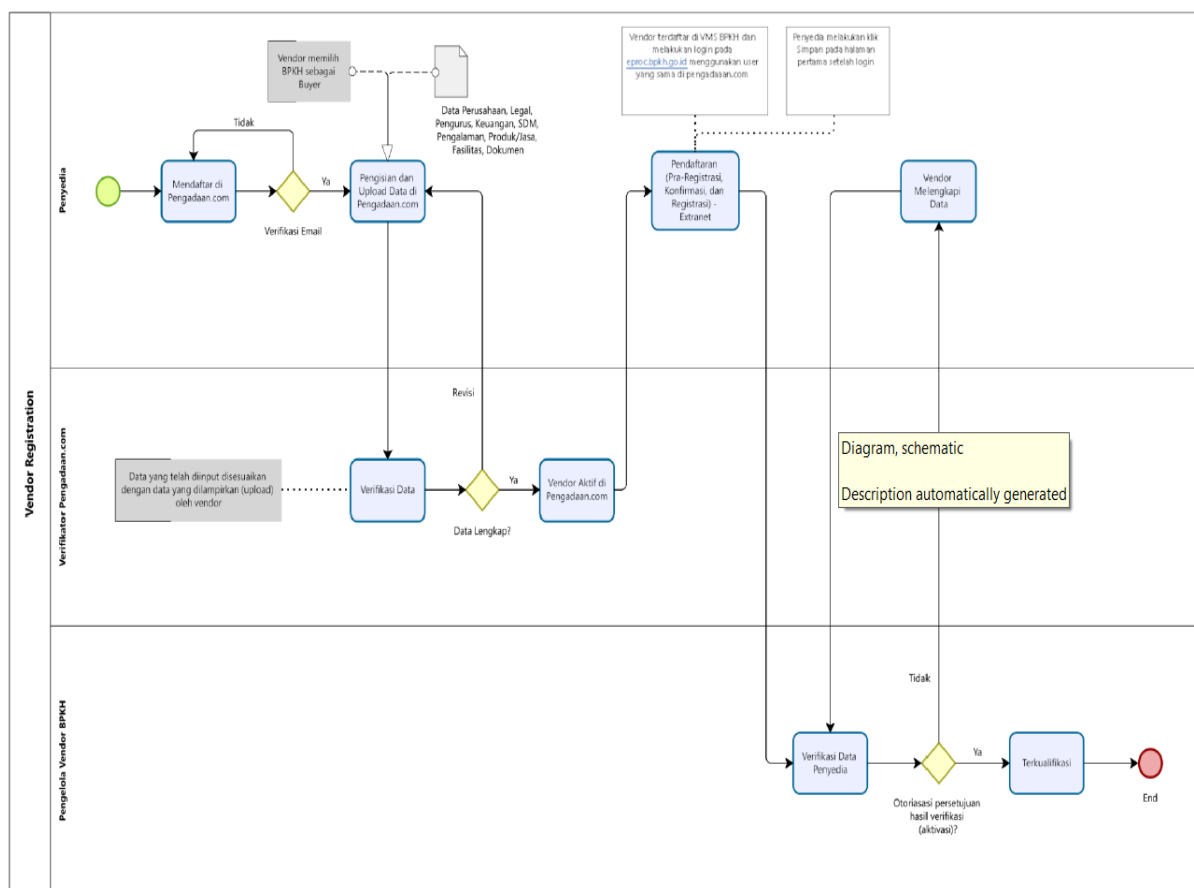 Vendor Registration
Penyedia
Vendor memilih
BPKH sebagai
Buyer
Data Perusahaan, Legal,
Pengurus, Keuangan, SDM,
Pengalaman, Produk/Jasa,
Fasilitas, Dokumen
Vendor terdaftar di VMS BPKH dan
melakukan login pada
eproc.bpkh.go.id menggunakan user
yang sama di pengadaaan.com
Penyedia melakukan klik
Simpan pada halaman
pertama setelah login
Tidak
Mendaftar di
Pengadaan.com
Ya
Verifikasi Email
Pengisian dan
Upload Data di
Pengadaan.com
Pendaftaran
(Pra-Registrasi,
Konfirmasi, dan
Registrasi) -
Extranet
Vendor
Melengkapi
Data
Verifikator Pengadaan.com
Revisi
Data yang telah diinput disesuaikan
dengan data yang dilampirkan (upload)
oleh vendor
Verifikasi Data
Ya
Data Lengkap?
Vendor Aktif di
Pengadaan.com
Diagram, schematic
Description automatically generated
Pengelola Vendor BPKH
Tidak
Verifikasi Data
Penyedia
Ya
Otoriasasi persetujuan
hasil verifikasi
(aktivasi)?
Terkualifikasi
End